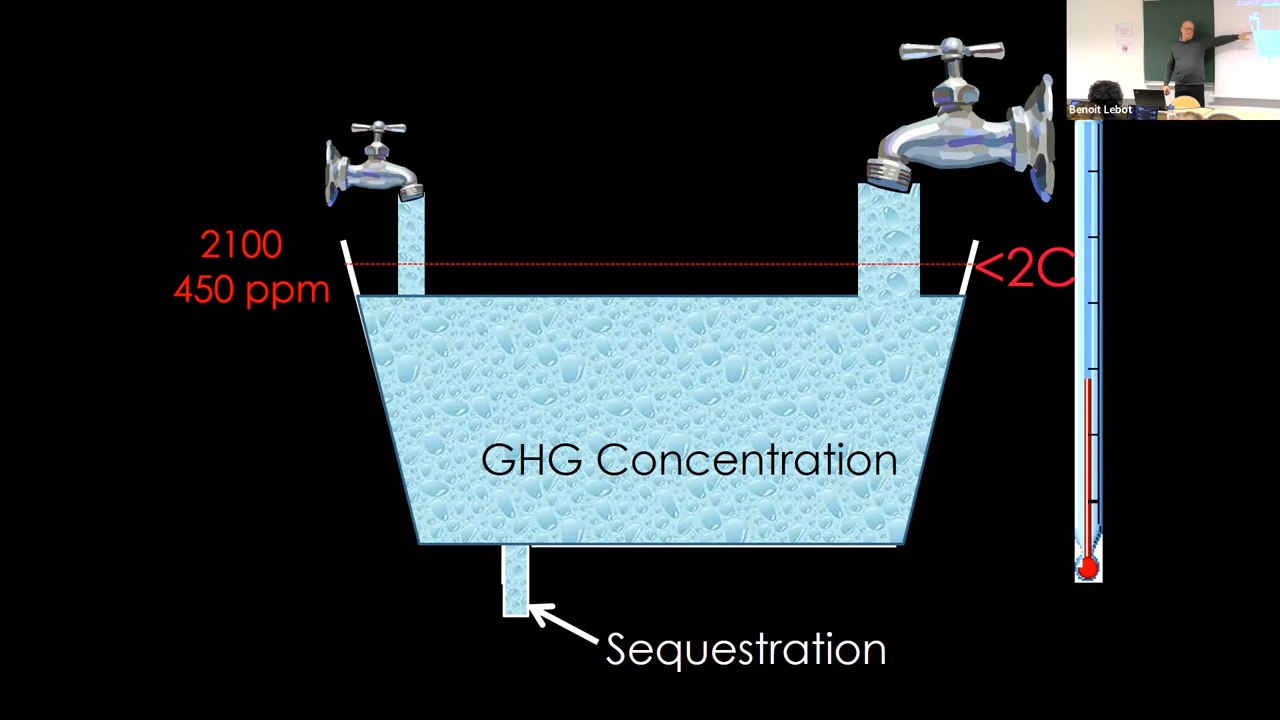 Benoit Lebot
2100
450 ppm
<2C
GHG Concentration
Sequestration